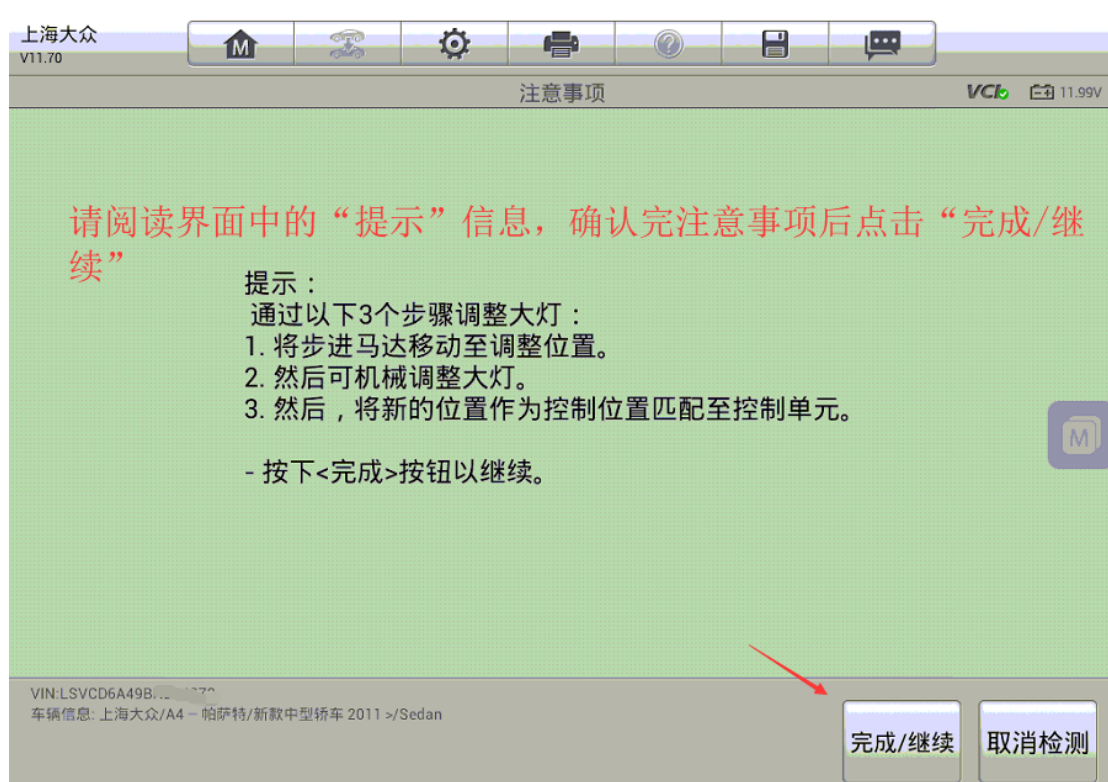 上海大众
V11.70
注意事项
VCI
11.99V
请阅读界面中的“提示”信息，确认完注意事项后点击“完成/继
续”
提示：
通过以下3个步骤调整大灯：
1. 将步进马达移动至调整位置。
2. 然后可机械调整大灯。
3. 然后，将新的位置作为控制位置匹配至控制单元。
- 按下<完成>按钮以继续。
M
VIN:LSVCD6A49B
车辆信息: 上海大众/A4 – 帕萨特/新款中型轿车 2011 >/Sedan
完成/继续
取消检测